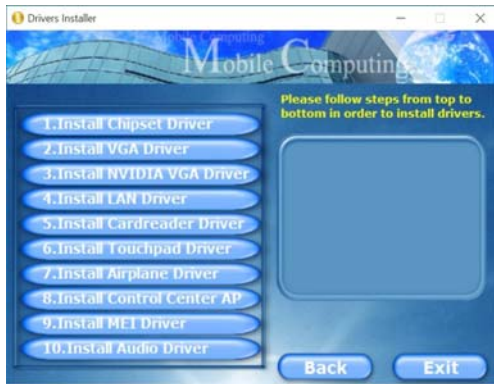 Drivers Installer
Mobile Computing
Mobile Computing
Please follow steps from top to
bottom in order to install drivers.
1.Install Chipset Driver
2.Install VGA Driver
3.Install NVIDIA VGA Driver
4.Install LAN Driver
5.Install Cardreader Driver
6.Install Touchpad Driver
7.Install Airplane Driver
8.Install Control Center AP
9.Install MEI Driver
10.Install Audio Driver
Back
Exit